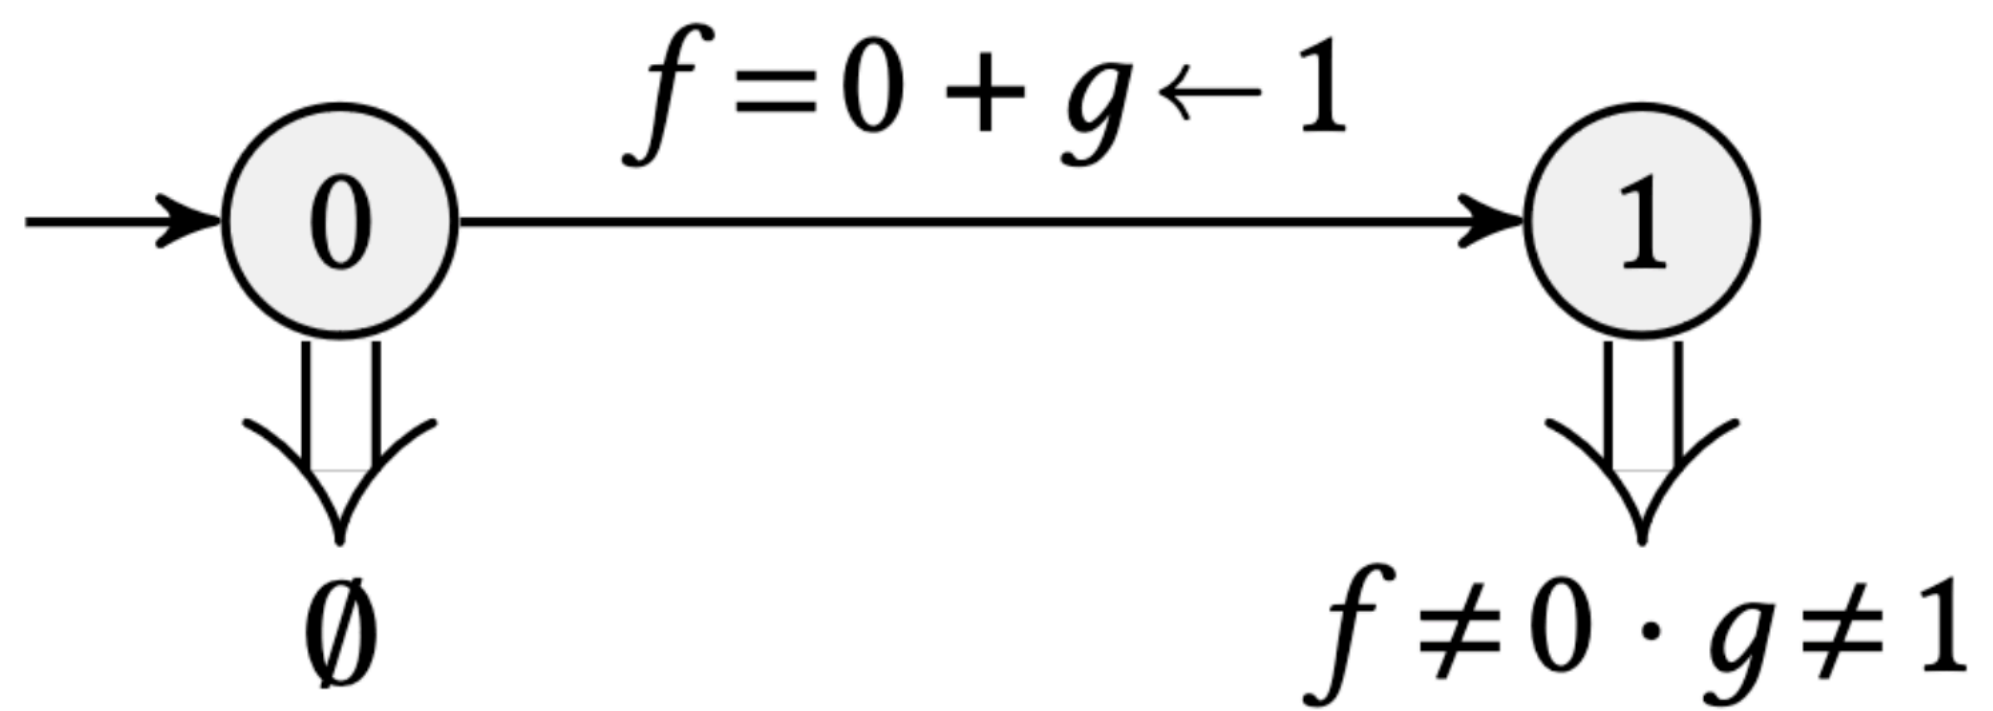 f = 0 + g ← 1
0
1
∅
f ≠ 0 · g ≠ 1